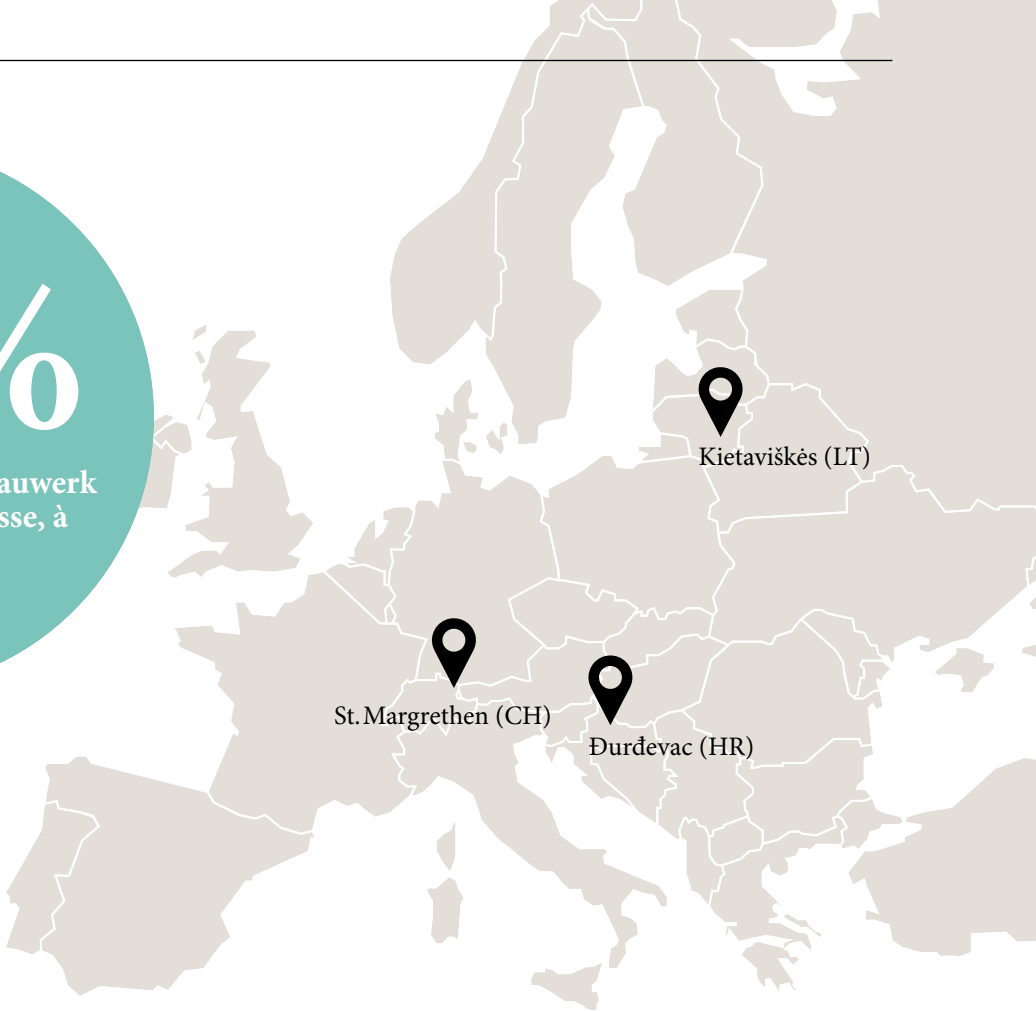 %
auwerk
sse, à
Kietaviškės (LT)
St. Margrethen (CH)
Đurđevac (HR)